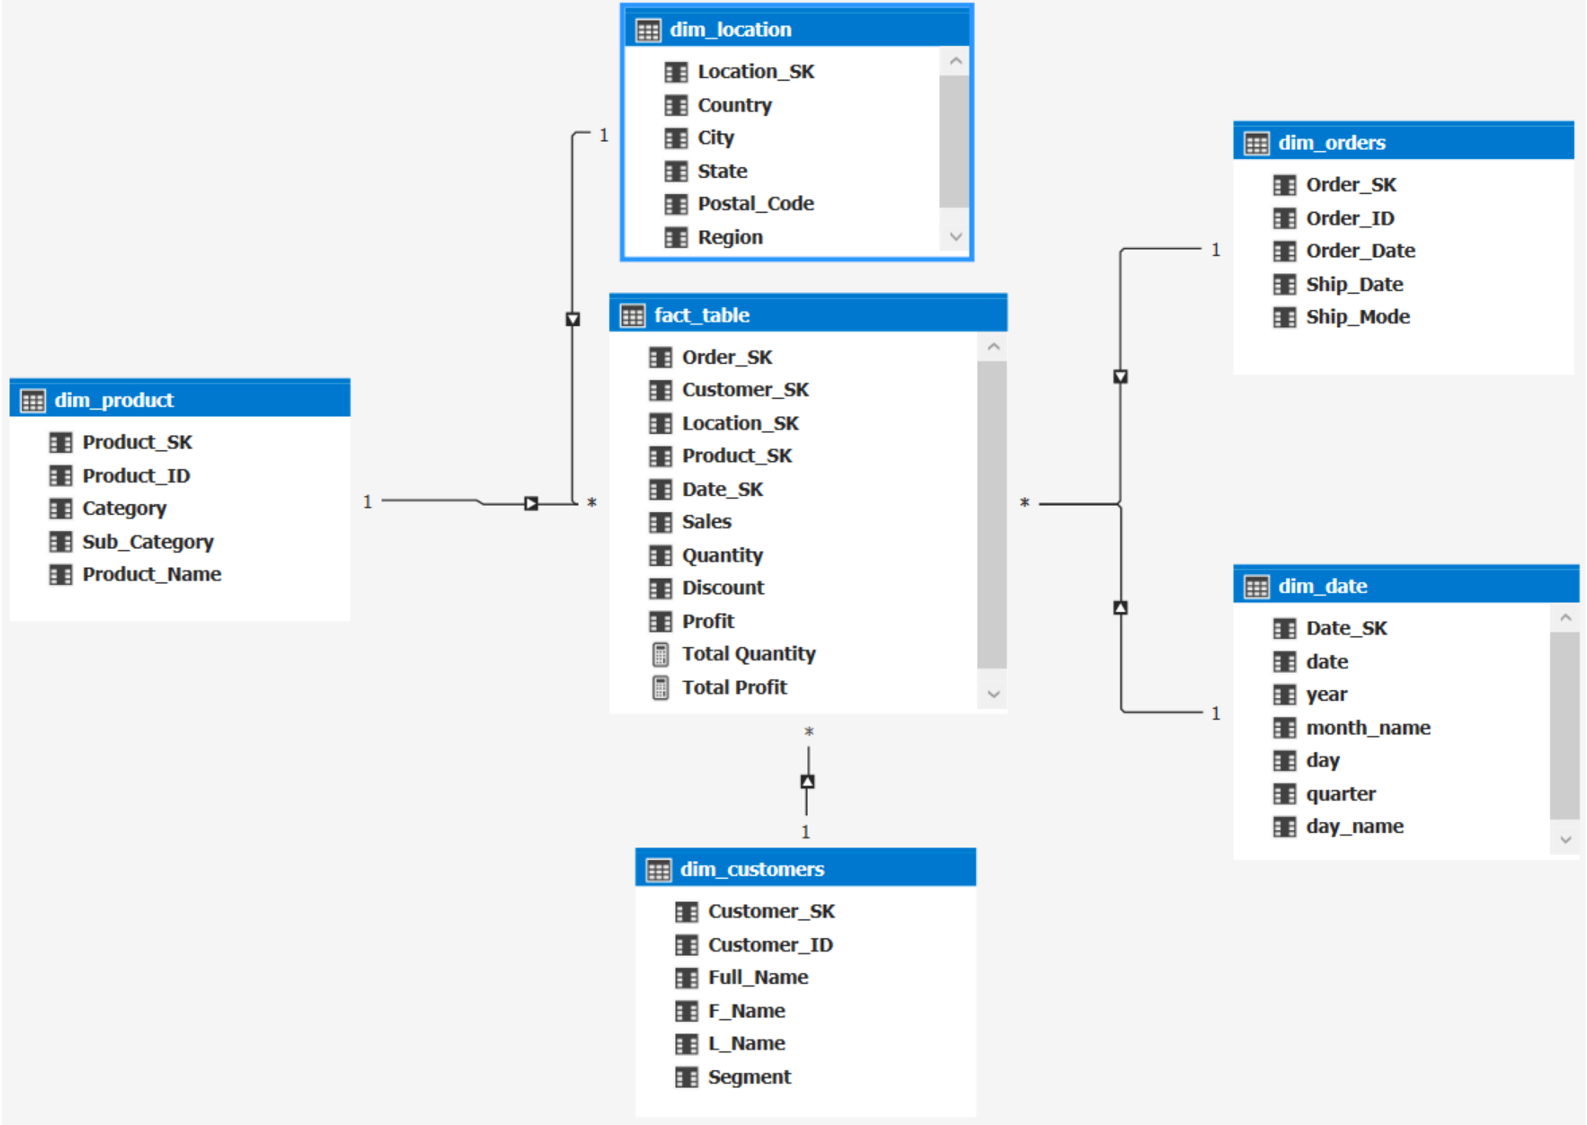 dim_location
Location_SK
Country
City
State
Postal_Code
Region
1
dim_orders
Order_SK
Order_ID
Order_Date
Ship_Date
Ship_Mode
1
fact_table
Order_SK
Customer_SK
Location_SK
Product_SK
Date_SK
Sales
Quantity
Discount
Profit
Total Quantity
Total Profit
dim_product
Product_SK
Product_ID
Category
Sub_Category
Product_Name
1
*
*
dim_date
Date_SK
date
year
month_name
day
quarter
day_name
1
*
1
dim_customers
Customer_SK
Customer_ID
Full_Name
F_Name
L_Name
Segment